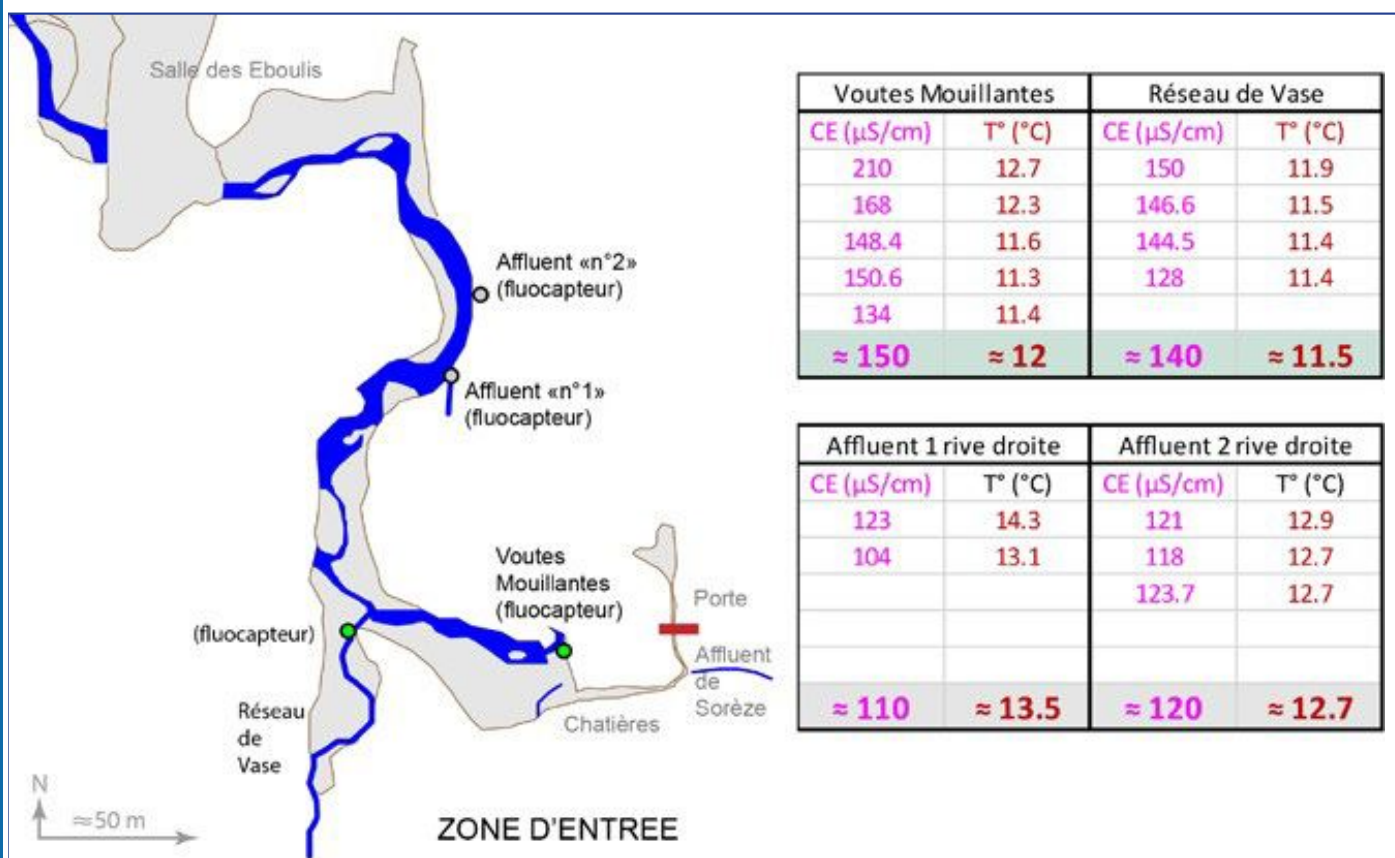 Salle des Eboulis
Affluent «n°2»
(fluocapteur)
Affluent «n°1»
(fluocapteur)
Voutes
Mouillantes
(fluocapteur)
Porte
Affluent
de
Sorèze
Chatières
(fluocapteur)
Réseau
de
Vase
N
≈50 m
ZONE D'ENTREE
Voutes Mouillantes Réseau de Vase
CE (µS/cm) T° (°C) CE (µS/cm) T° (°C)
210 12.7 150 11.9
168 12.3 146.6 11.5
148.4 11.6 144.5 11.4
150.6 11.3 128 11.4
134 11.4
≈ 150 ≈ 12 ≈ 140 ≈ 11.5
Affluent 1 rive droite Affluent 2 rive droite
CE (µS/cm) T° (°C) CE (µS/cm) T° (°C)
123 14.3 121 12.9
104 13.1 118 12.7
123.7 12.7
≈ 110 ≈ 13.5 ≈ 120 ≈ 12.7